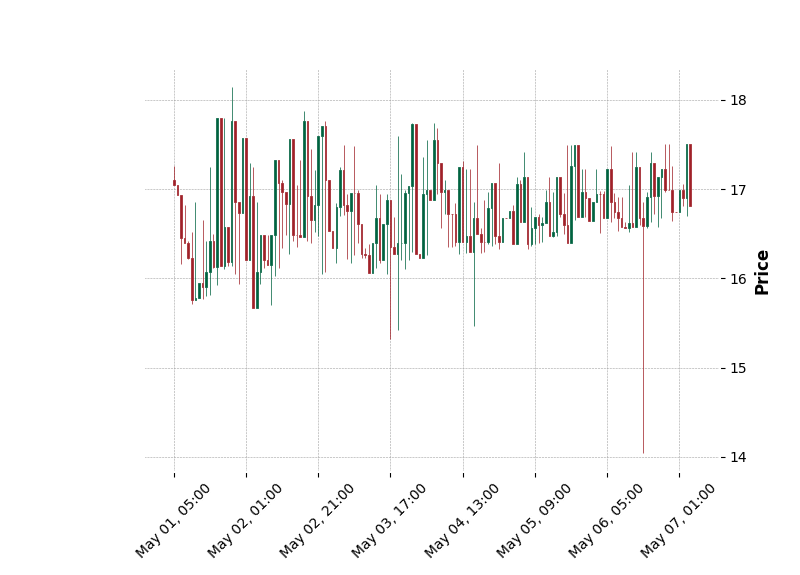 18
17
16
15
14
Price
May 01, 05:00
May 02, 01:00
May 02, 21:00
May 03, 17:00
May 04, 13:00
May 05, 09:00
May 06, 05:00
May 07, 01:00